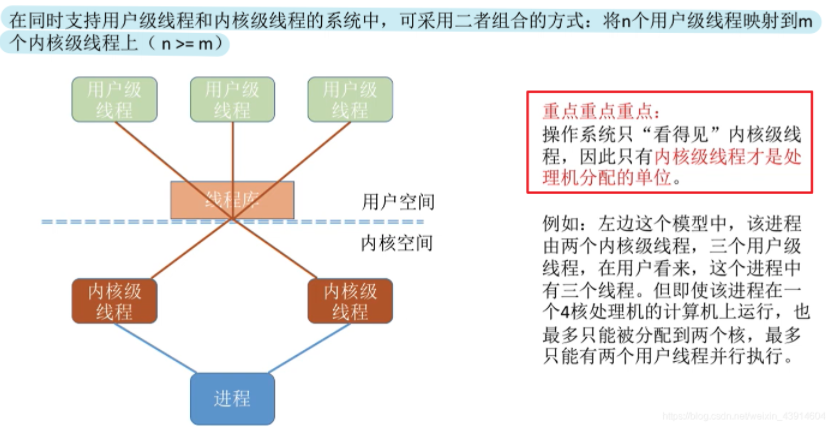 在同时支持用户级线程和内核级线程的系统中，可采用二者组合的方式：将n个用户级线程映射到m
个内核级线程上（ n >= m）
用户级
线程
用户级
线程
用户级
线程
线程库
用户空间
内核空间
内核级
线程
内核级
线程
进程
重点重点重点：
操作系统只“看得见”内核级线
程，因此只有内核级线程才是处
理机分配的单位。
例如：左边这个模型中，该进程
由两个内核级线程，三个用户级
线程，在用户看来，这个进程中
有三个线程。但即使该进程在一
个4核处理机的计算机上运行，也
最多只能被分配到两个核，最多
只能有两个用户线程并行执行。
https://blog.csdn.net/weixin_43914604